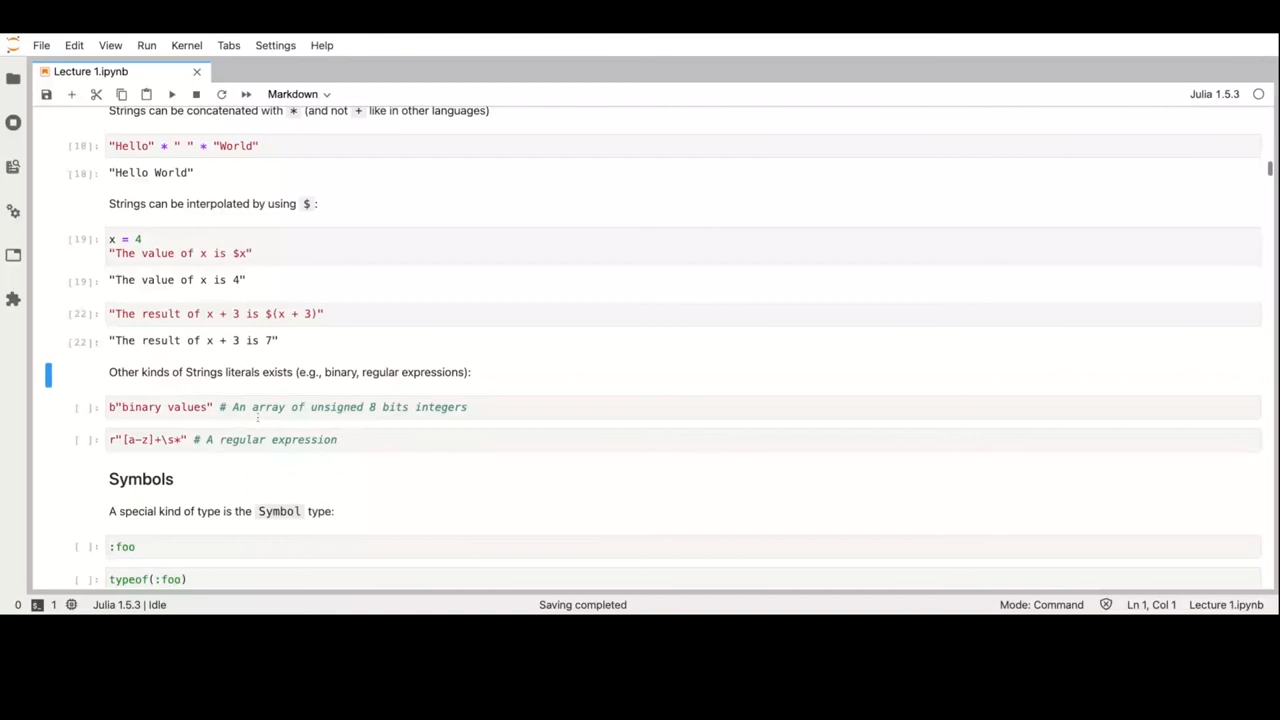 File Edit View Run Kernel Tabs Settings Help
Lecture 1.ipynb
Markdown Julia 1.5.3
Strings can be concatenated with * (and not + like in other languages)
[18]: "Hello" * " " * "World"
[18]: "Hello World"
Strings can be interpolated by using $ :
[19]: x = 4
"The value of x is $x"
[19]: "The value of x is 4"
[22]: "The result of x + 3 is $(x + 3)"
[22]: "The result of x + 3 is 7"
Other kinds of Strings literals exists (e.g., binary, regular expressions):
[ ]: b"binary values" # An array of unsigned 8 bits integers
[ ]: r"[a-z]+\s*" # A regular expression
Symbols
A special kind of type is the Symbol type:
[ ]: :foo
[ ]: typeof(:foo)
0 1 Julia 1.5.3 | Idle Saving completed Mode: Command Ln 1, Col 1 Lecture 1.ipynb